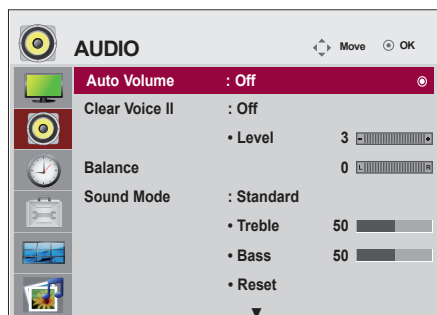 AUDIO Move OK
Auto Volume : Off
Clear Voice II : Off
• Level 3 - +
Balance 0 L R
Sound Mode : Standard
• Treble 50
• Bass 50
• Reset